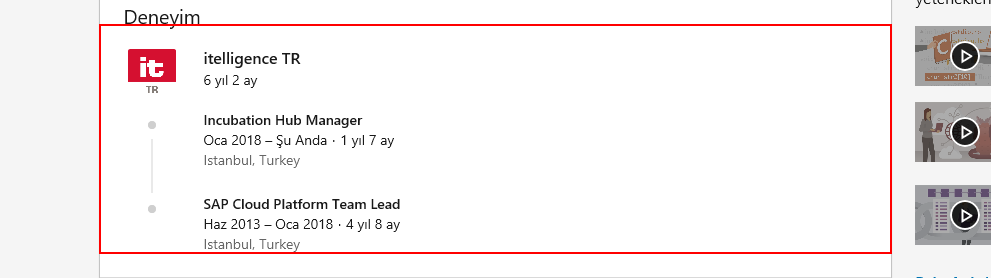 yetenekleri
Deneyim
it
TR
itelligence TR
6 yıl 2 ay
Incubation Hub Manager
Oca 2018 – Şu Anda · 1 yıl 7 ay
Istanbul, Turkey
SAP Cloud Platform Team Lead
Haz 2013 – Oca 2018 · 4 yıl 8 ay
Istanbul, Turkey